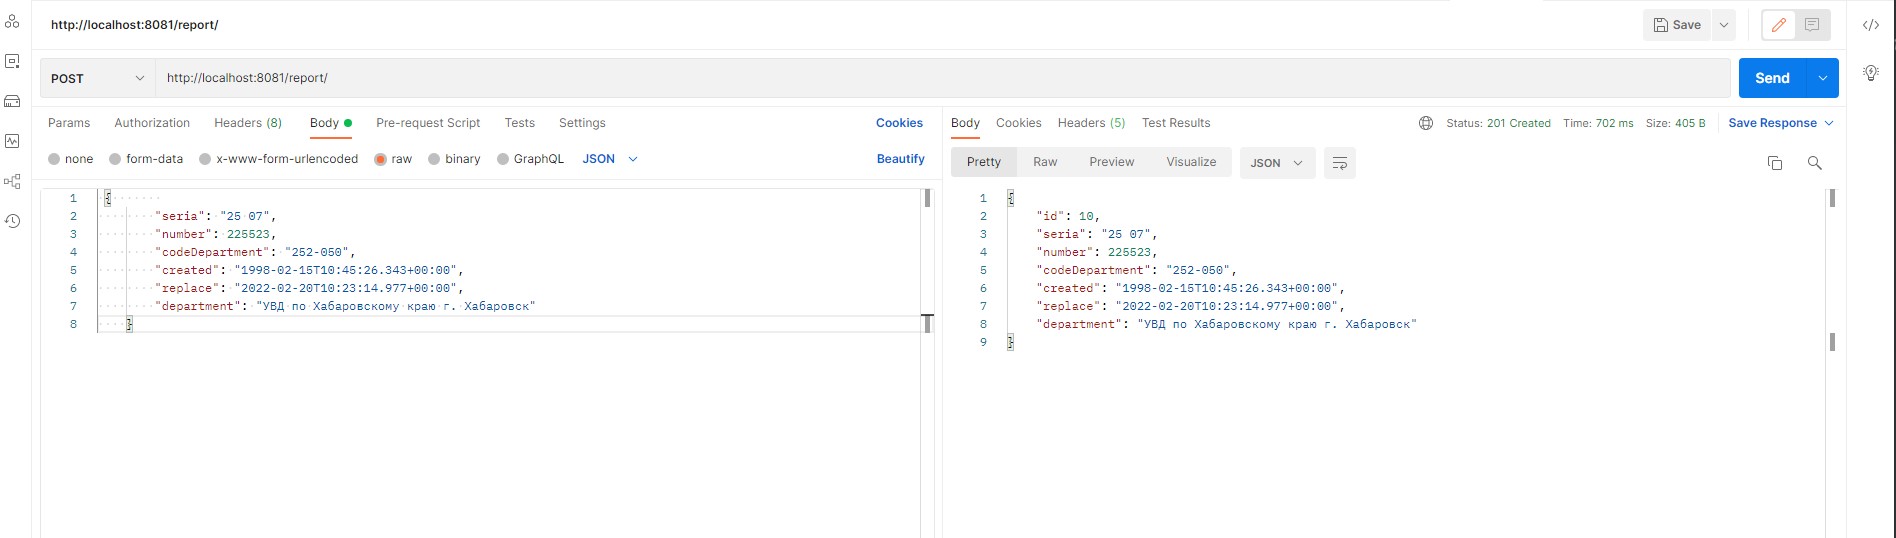 http://localhost:8081/report/
Save
POST
http://localhost:8081/report/
Send
Params Authorization Headers (8) Body Pre-request Script Tests Settings Cookies
none form-data x-www-form-urlencoded raw binary GraphQL JSON Beautify
1 {
2 "seria": "25 07",
3 "number": 225523,
4 "codeDepartment": "252-050",
5 "created": "1998-02-15T10:45:26.343+00:00",
6 "replace": "2022-02-20T10:23:14.977+00:00",
7 "department": "УВД по Хабаровскому краю г. Хабаровск"
8 }
Body Cookies Headers (5) Test Results Status: 201 Created Time: 702 ms Size: 405 B Save Response
Pretty Raw Preview Visualize JSON
1 {
2 "id": 10,
3 "seria": "25 07",
4 "number": 225523,
5 "codeDepartment": "252-050",
6 "created": "1998-02-15T10:45:26.343+00:00",
7 "replace": "2022-02-20T10:23:14.977+00:00",
8 "department": "УВД по Хабаровскому краю г. Хабаровск"
9 }